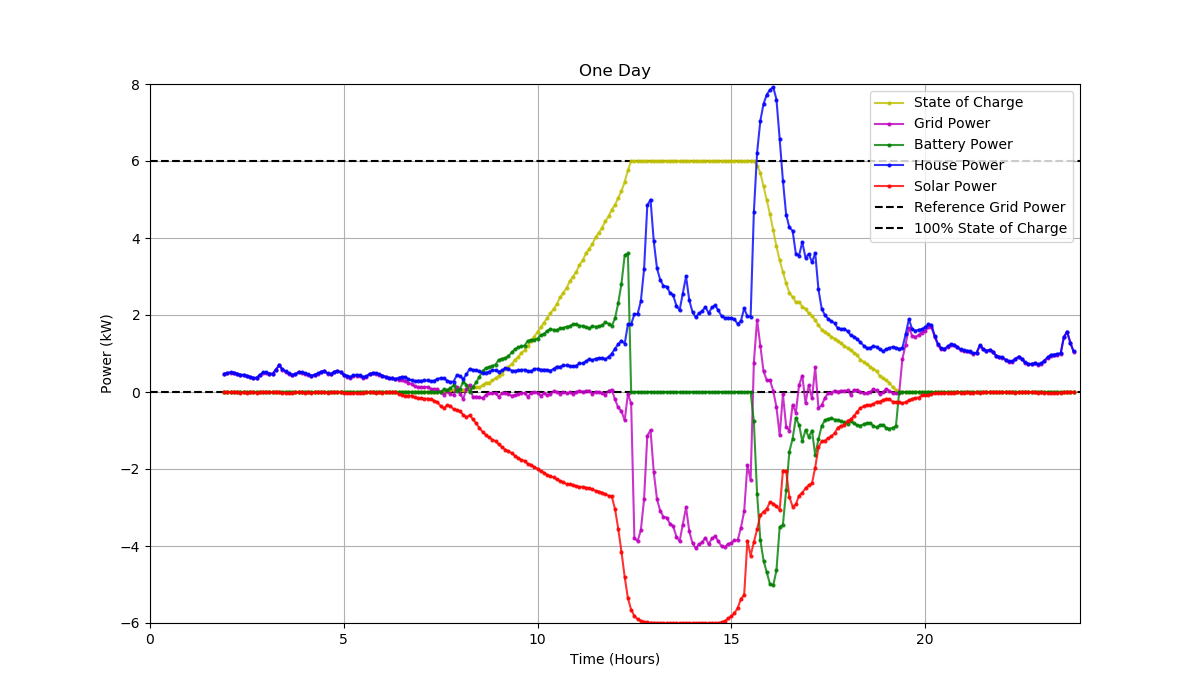 One Day
Power (kW)
8
6
4
2
0
−2
−4
−6
State of Charge
Grid Power
Battery Power
House Power
Solar Power
Reference Grid Power
100% State of Charge
0 5 10 15 20
Time (Hours)